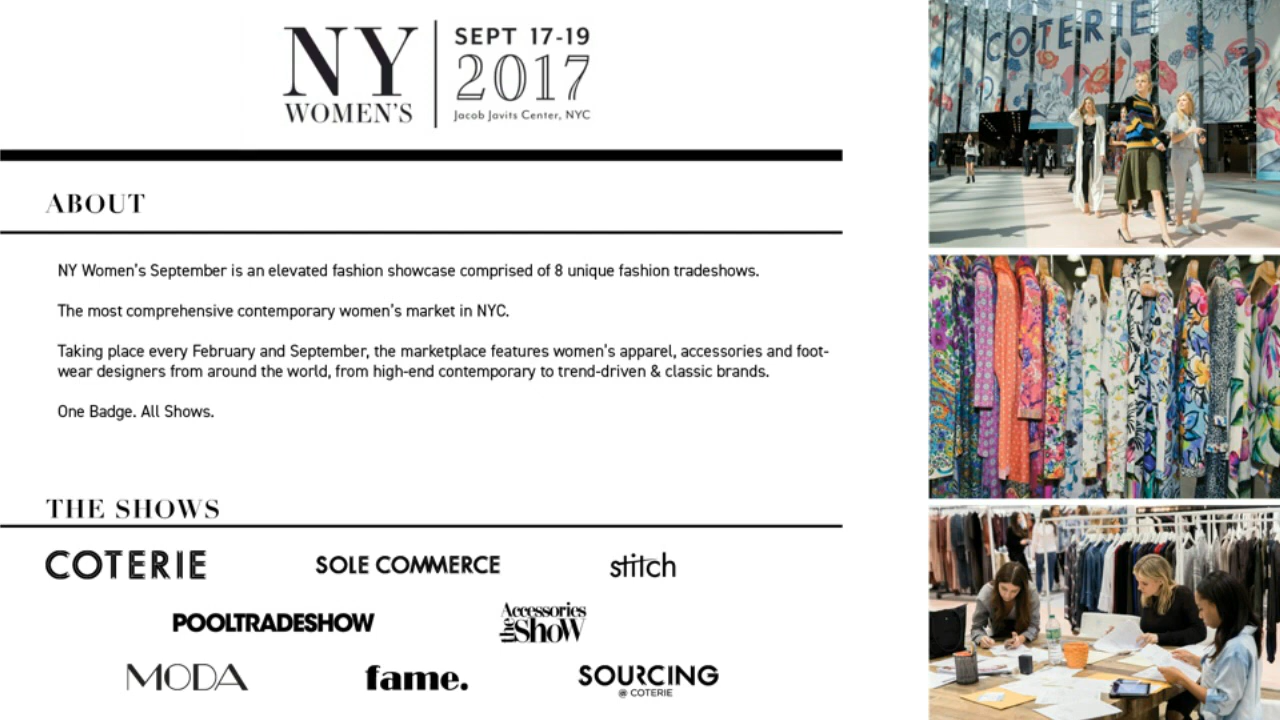 NY
WOMEN'S
SEPT 17-19
2017
Jacob Javits Center, NYC
COTERIE
ABOUT
NY Women's September is an elevated fashion showcase comprised of 8 unique fashion tradeshows.
The most comprehensive contemporary women's market in NYC.
Taking place every February and September, the marketplace features women's apparel, accessories and foot-
wear designers from around the world, from high-end contemporary to trend-driven & classic brands.
One Badge. All Shows.
THE SHOWS
COTERIE
SOLE COMMERCE
stitch
POOLTRADESHOW
Accessories
the ShoW
MODA
fame.
SOURCING
@ COTERIE